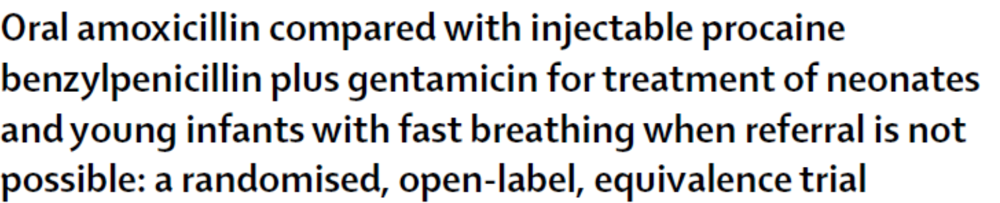 Oral amoxicillin compared with injectable procaine
benzylpenicillin plus gentamicin for treatment of neonates
and young infants with fast breathing when referral is not
possible: a randomised, open-label, equivalence trial